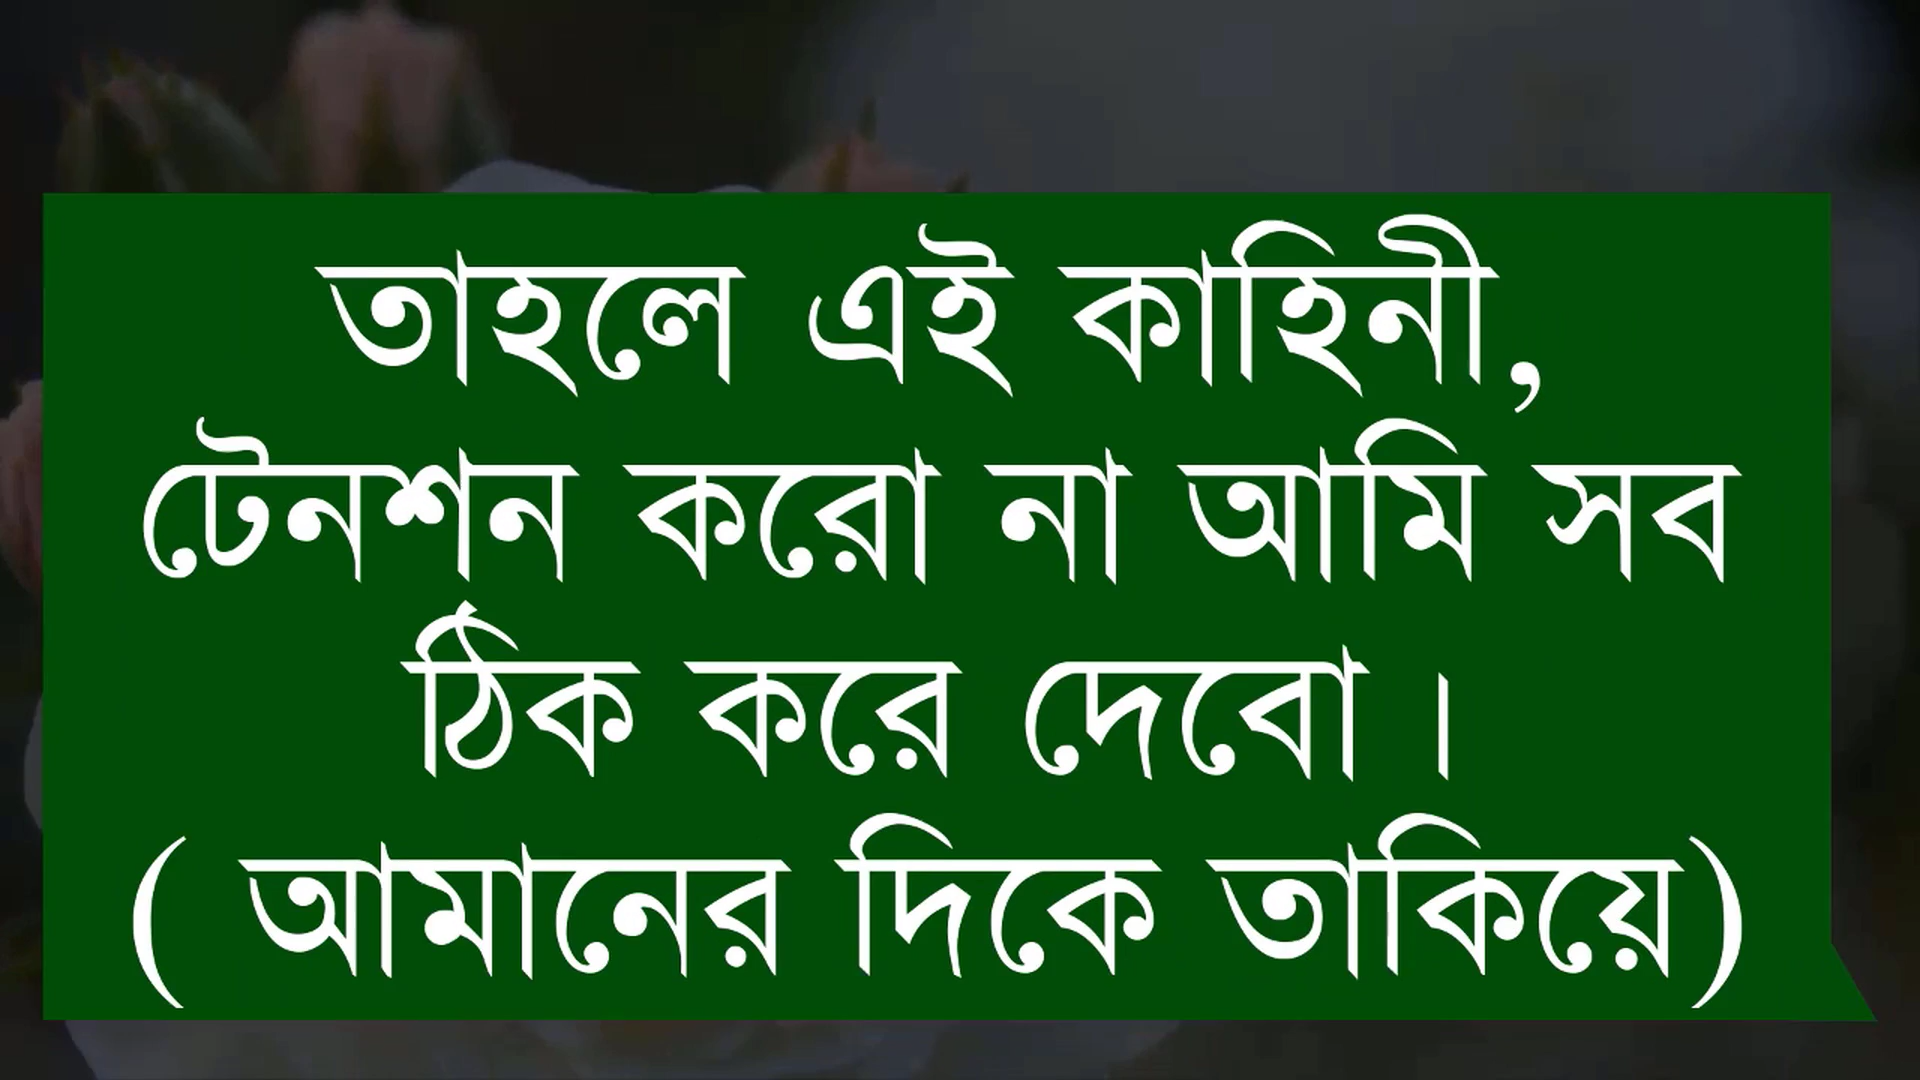 তাহলে এই কাহিনী,
টেনশন করো না আমি সব
ঠিক করে দেবো ।
( আমানের দিকে তাকিয়ে)